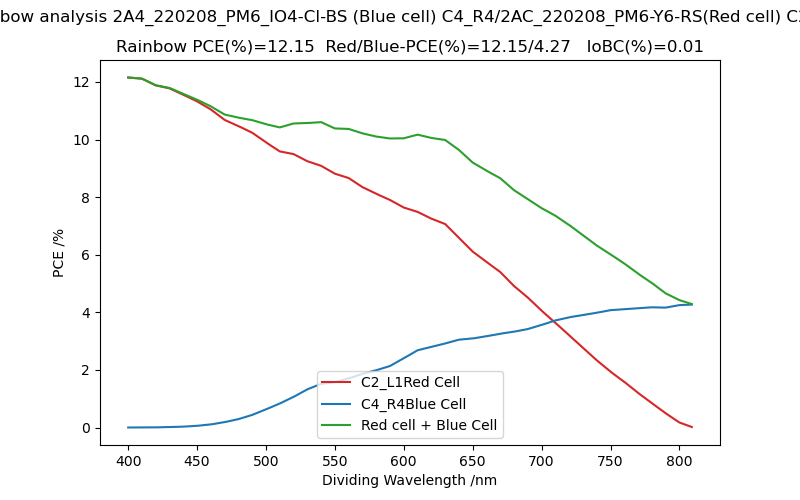 bow analysis 2A4_220208_PM6_IO4-Cl-BS (Blue cell) C4_R4/2AC_220208_PM6-Y6-RS(Red cell) C
Rainbow PCE(%)=12.15 Red/Blue-PCE(%)=12.15/4.27 IoBC(%)=0.01
PCE /%
12
10
8
6
4
2
0
C2_L1Red Cell
C4_R4Blue Cell
Red cell + Blue Cell
400 450 500 550 600 650 700 750 800
Dividing Wavelength /nm